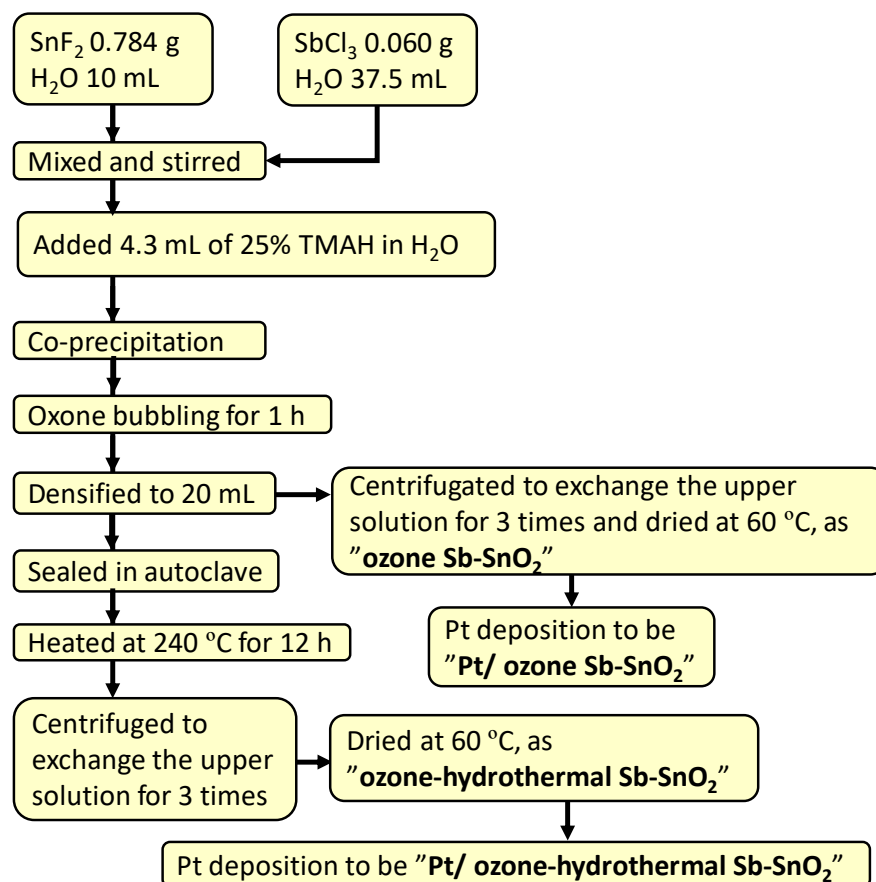 SnF2 0.784 g
H2O 10 mL
SbCl3 0.060 g
H2O 37.5 mL
Mixed and stirred
Added 4.3 mL of 25% TMAH in H2O
Co-precipitation
Oxone bubbling for 1 h
Densified to 20 mL
Centrifugated to exchange the upper
solution for 3 times and dried at 60 ºC, as
”ozone Sb-SnO2”
Sealed in autoclave
Pt deposition to be
”Pt/ ozone Sb-SnO2”
Heated at 240 ºC for 12 h
Centrifuged to
exchange the upper
solution for 3 times
Dried at 60 ºC, as
”ozone-hydrothermal Sb-SnO2”
Pt deposition to be ”Pt/ ozone-hydrothermal Sb-SnO2”